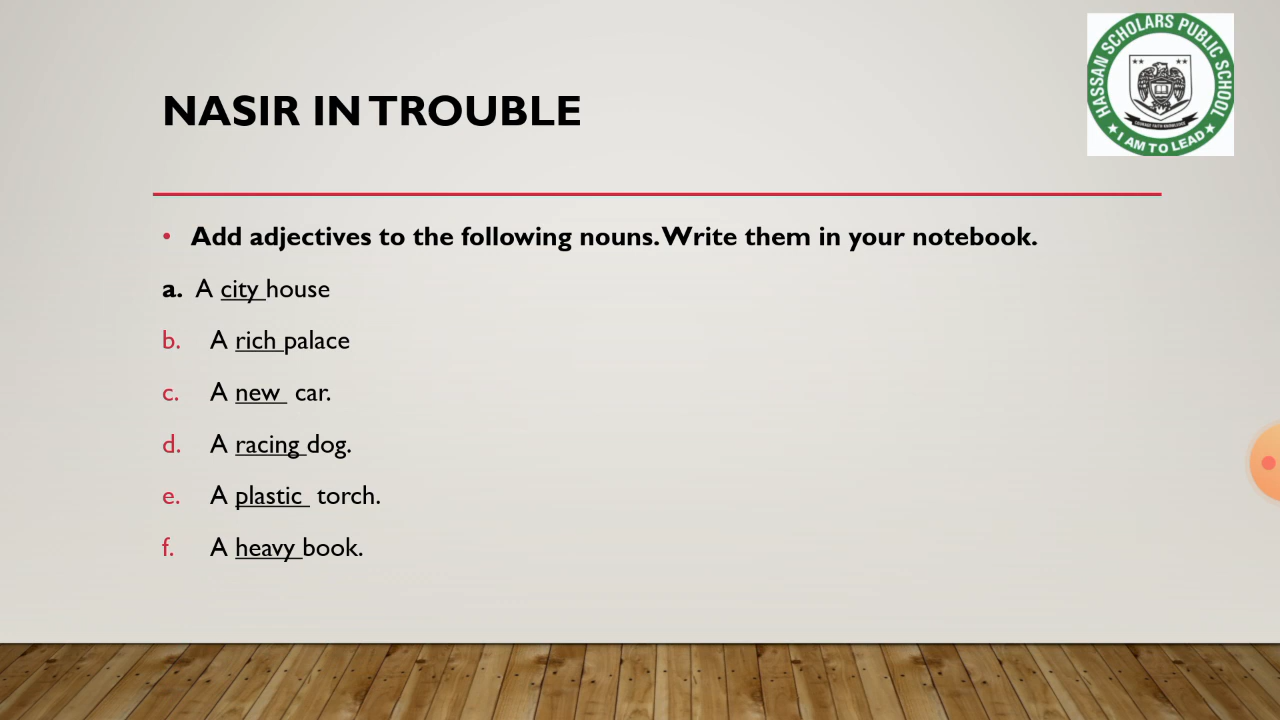 HASSAN SCHOLARS PUBLIC SCHOOL
I AM TO LEAD
NASIR IN TROUBLE
• Add adjectives to the following nouns. Write them in your notebook.
a. A city house
b. A rich palace
c. A new car.
d. A racing dog.
e. A plastic torch.
f. A heavy book.